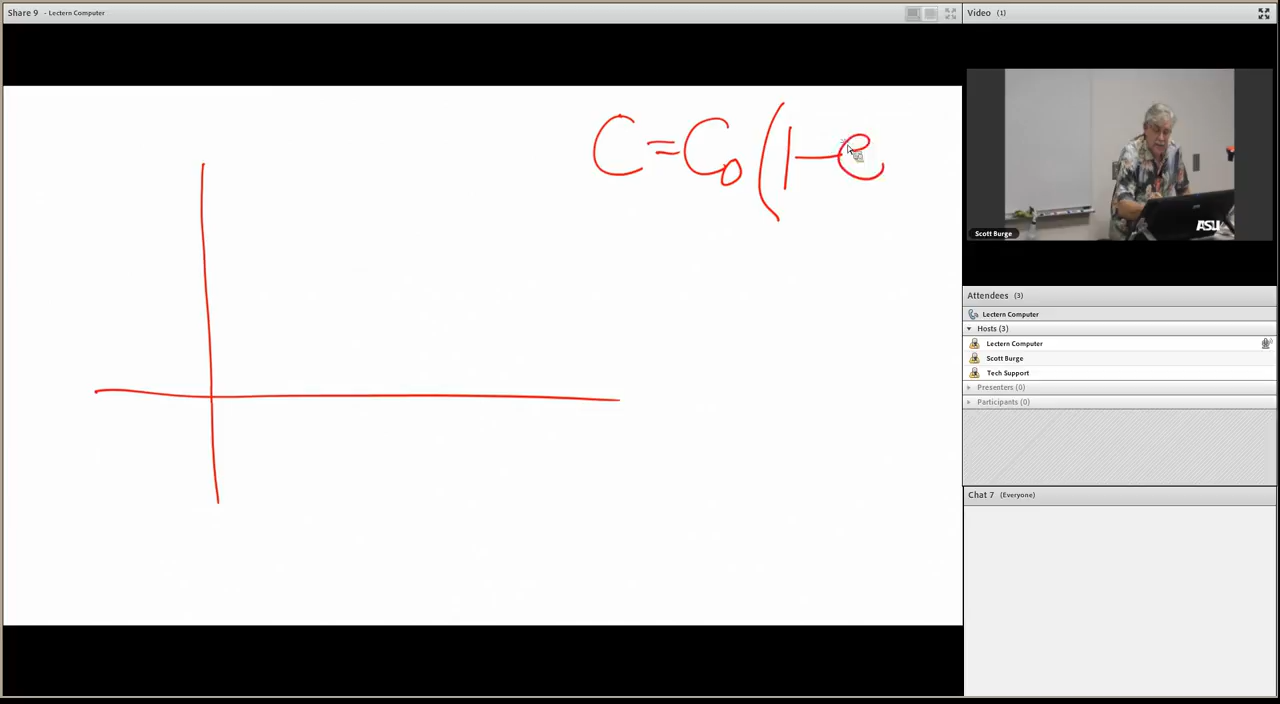 Share 9 - Lectern Computer
C = C₀ (1 - e
Video (1)
ASU
Scott Burge
Attendees (3)
Lectern Computer
Hosts (3)
Lectern Computer
Scott Burge
Tech Support
Presenters (0)
Participants (0)
Chat 7 (Everyone)